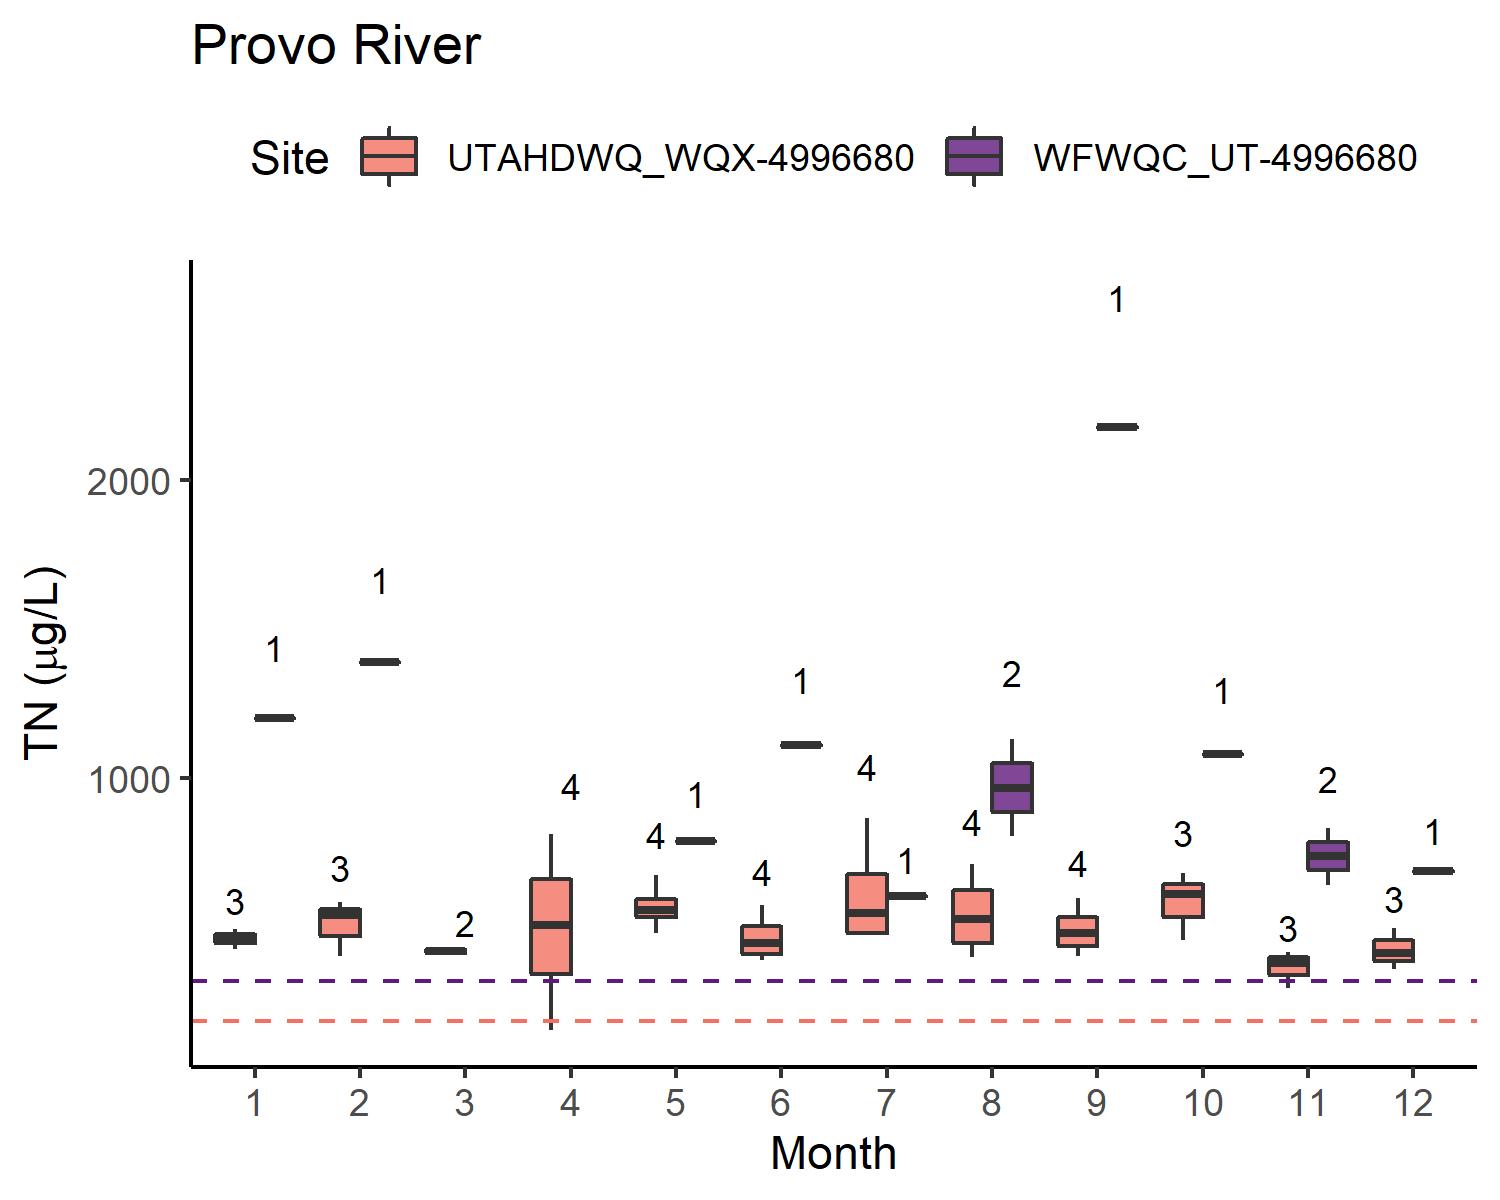 Provo River
Site UTAHDWQ_WQX-4996680 WFWQC_UT-4996680
TN (µg/L)
2000
1000
3 1 3 1 2 4 4 1 4 1 4 1 4 2 4 1 3 1 3 2 3 1
1 2 3 4 5 6 7 8 9 10 11 12
Month